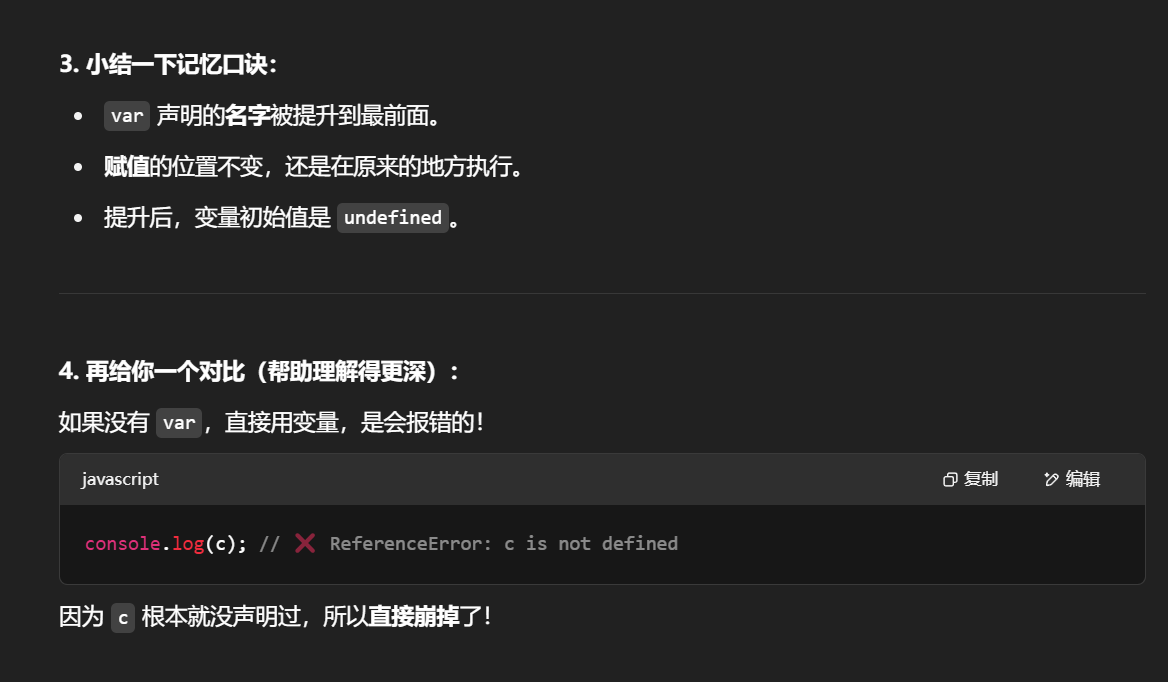 3. 小结一下记忆口诀：
• var 声明的名字被提升到最前面。
• 赋值的位置不变，还是在原来的地方执行。
• 提升后，变量初始值是 undefined。
4. 再给你一个对比（帮助理解得更深）：
如果没有 var，直接用变量，是会报错的！
javascript 复制 编辑
console.log(c); // ❌ ReferenceError: c is not defined
因为 c 根本就没声明过，所以直接崩掉了！